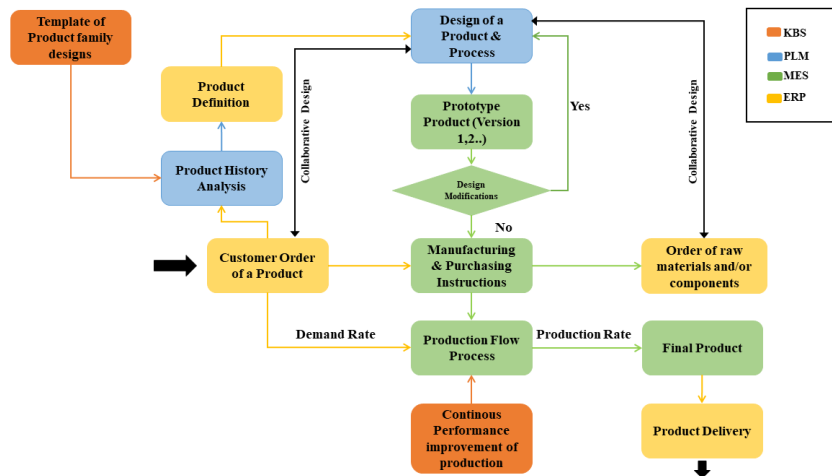 Template of
Product family
designs
Design of a
Product &
Process
KBS
PLM
MES
ERP
Product
Definition
Collaborative Design
Prototype
Product (Version
1,2..)
Yes
Collaborative Design
Product History
Analysis
Design
Modifications
No
Customer Order
of a Product
Manufacturing
& Purchasing
Instructions
Order of raw
materials and/or
components
Demand Rate
Production Flow
Process
Production Rate
Final Product
Continous
Performance
improvement of
production
Product Delivery